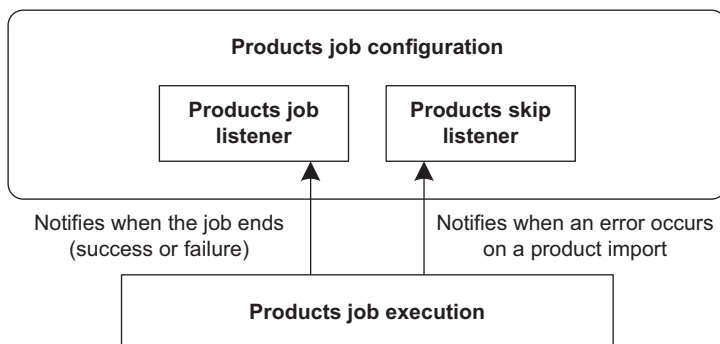 Products job configuration
Products job
listener
Products skip
listener
Notifies when the job ends
(success or failure)
Notifies when an error occurs
on a product import
Products job execution